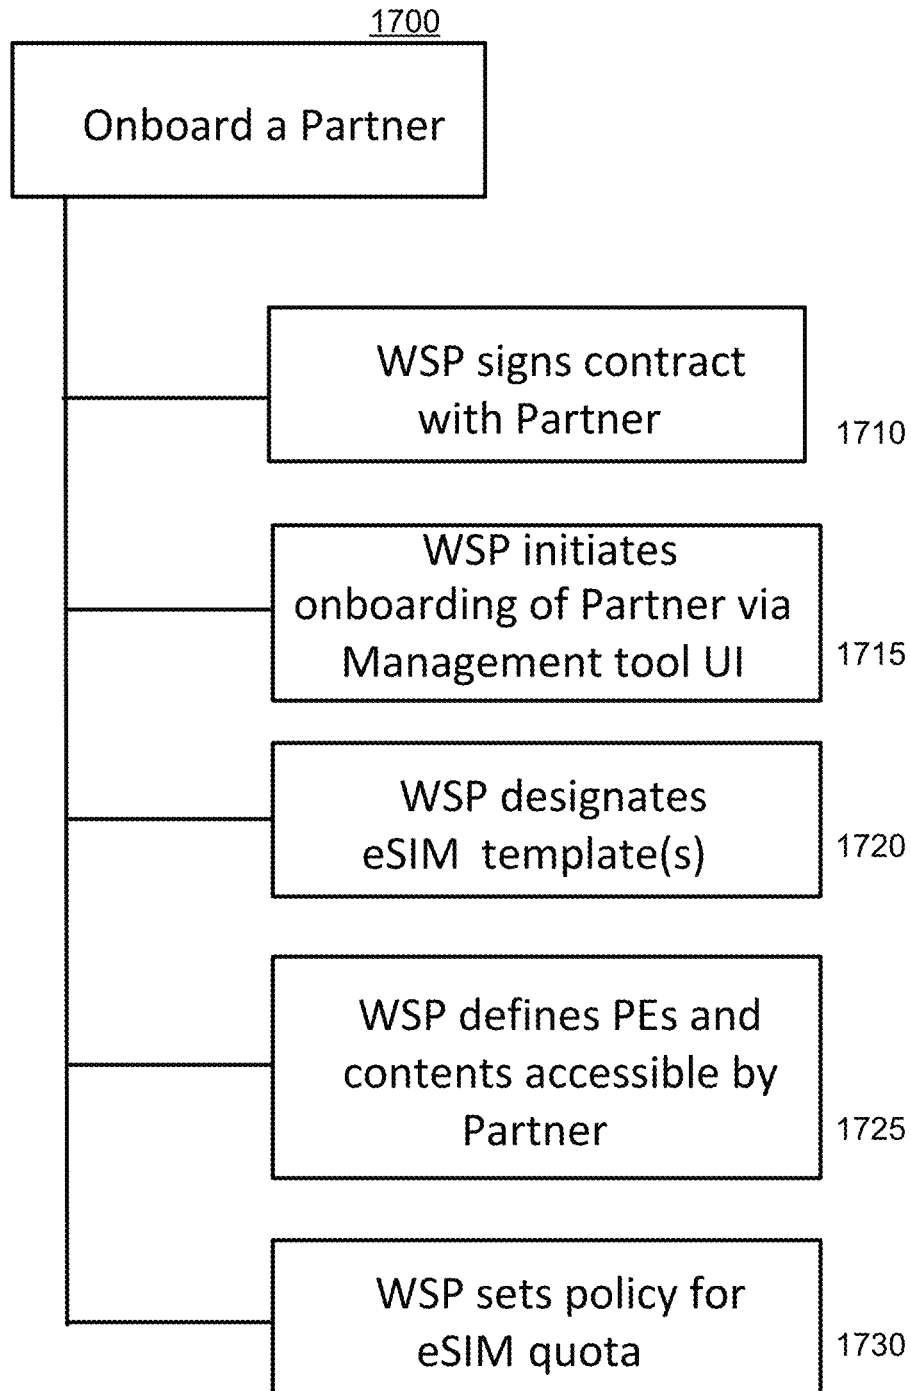 1700
Onboard a Partner
WSP signs contract
with Partner
1710
WSP initiates
onboarding of Partner via
Management tool UI
1715
WSP designates
eSIM template(s)
1720
WSP defines PEs and
contents accessible by
Partner
1725
WSP sets policy for
eSIM quota
1730